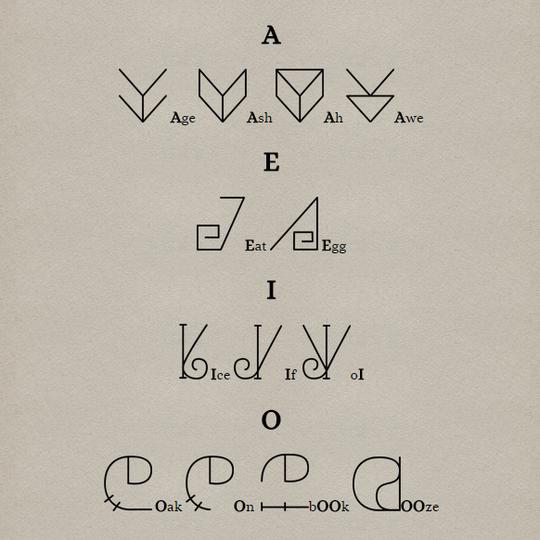 A
Age Ash Ah Awe
E
Eat Egg
I
Ice If oI
O
Oak On bOOk OOze